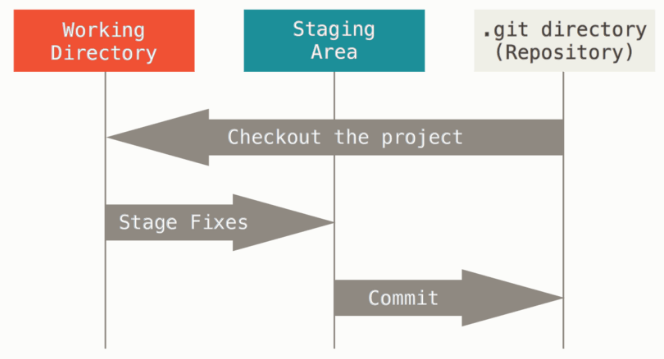 Working
Directory
Staging
Area
.git directory
(Repository)
Checkout the project
Stage Fixes
Commit